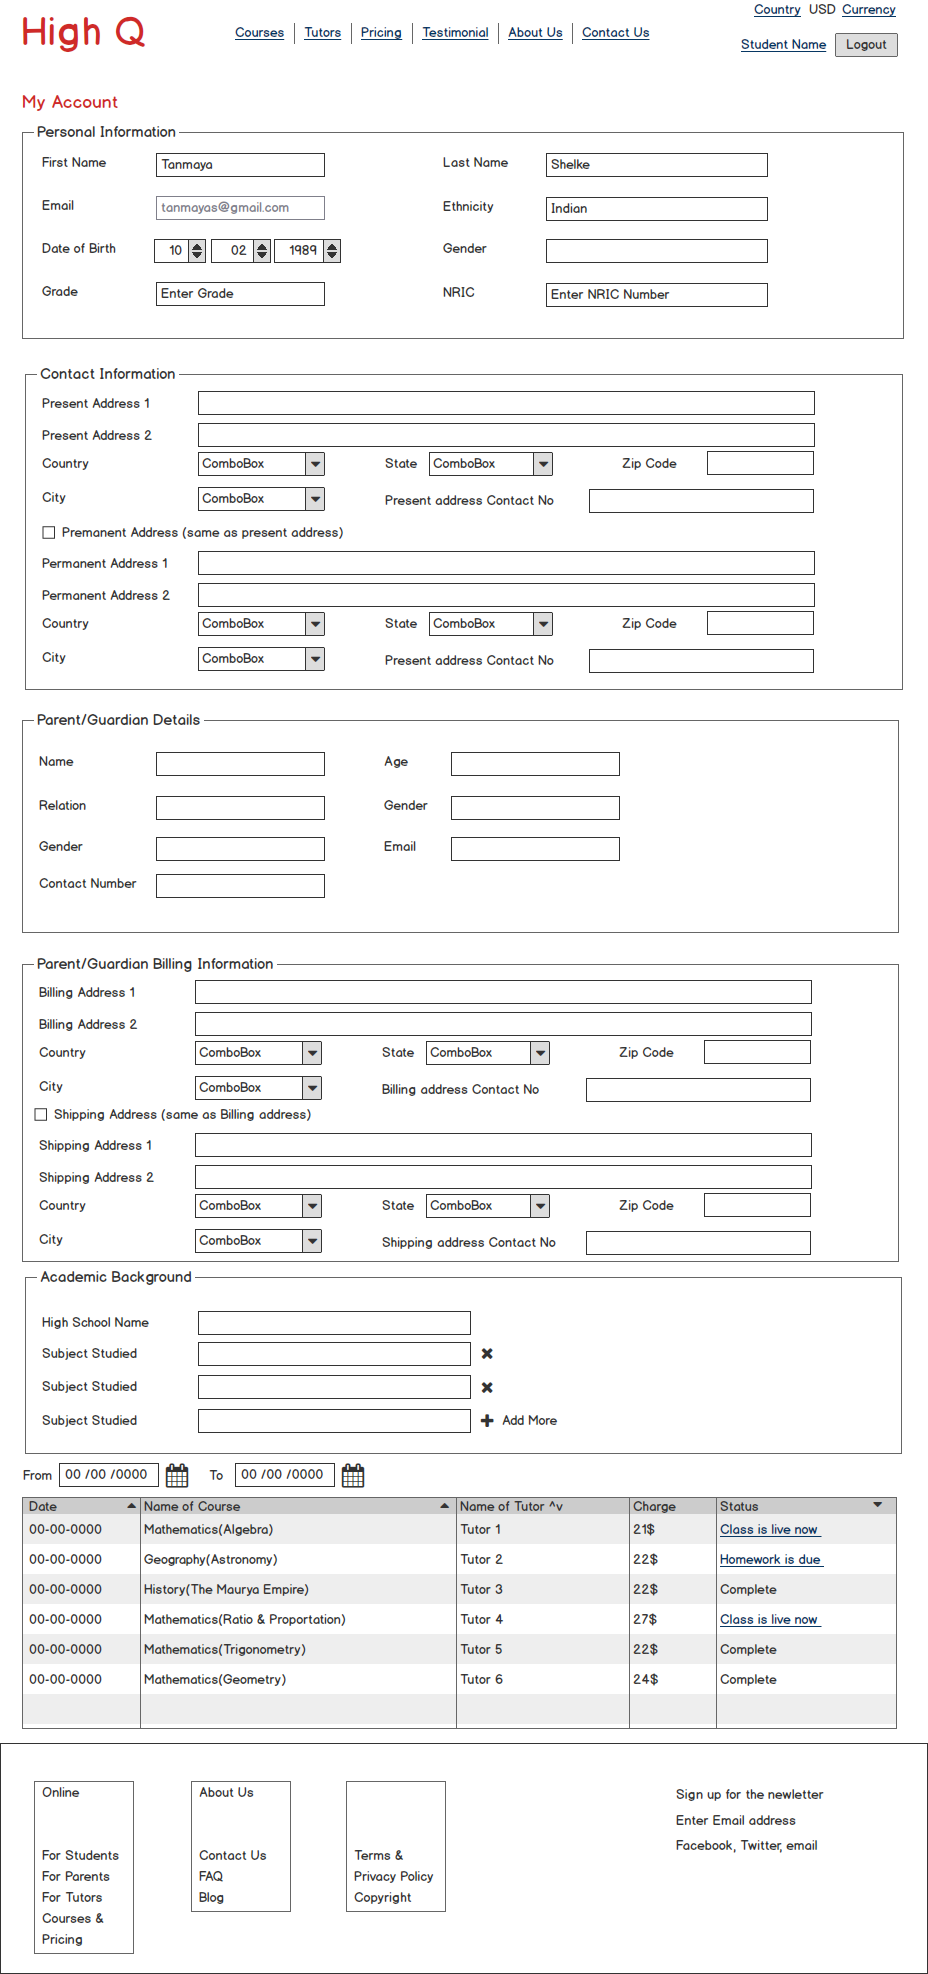 Country USD Currency
High Q
Courses Tutors Pricing Testimonial About Us Contact Us
Student Name Logout
My Account
Personal Information
First Name Tanmaya Last Name Shelke
Email tanmayas@gmail.com Ethnicity Indian
Date of Birth 10 02 1989 Gender
Grade Enter Grade NRIC Enter NRIC Number
Contact Information
Present Address 1
Present Address 2
Country ComboBox State ComboBox Zip Code
City ComboBox Present address Contact No
Premanent Address (same as present address)
Permanent Address 1
Permanent Address 2
Country ComboBox State ComboBox Zip Code
City ComboBox Present address Contact No
Parent/Guardian Details
Name Age
Relation Gender
Gender Email
Contact Number
Parent/Guardian Billing Information
Billing Address 1
Billing Address 2
Country ComboBox State ComboBox Zip Code
City ComboBox Billing address Contact No
Shipping Address (same as Billing address)
Shipping Address 1
Shipping Address 2
Country ComboBox State ComboBox Zip Code
City ComboBox Shipping address Contact No
Academic Background
High School Name
Subject Studied
Subject Studied
Subject Studied Add More
From 00 /00 /0000 To 00 /00 /0000
Date Name of Course Name of Tutor ^v Charge Status
00-00-0000 Mathematics(Algebra) Tutor 1 21$ Class is live now
00-00-0000 Geography(Astronomy) Tutor 2 22$ Homework is due
00-00-0000 History(The Maurya Empire) Tutor 3 22$ Complete
00-00-0000 Mathematics(Ratio & Proportation) Tutor 4 27$ Class is live now
00-00-0000 Mathematics(Trigonometry) Tutor 5 22$ Complete
00-00-0000 Mathematics(Geometry) Tutor 6 24$ Complete
Online
For Students
For Parents
For Tutors
Courses &
Pricing
About Us
Contact Us
FAQ
Blog
Terms &
Privacy Policy
Copyright
Sign up for the newletter
Enter Email address
Facebook, Twitter, email